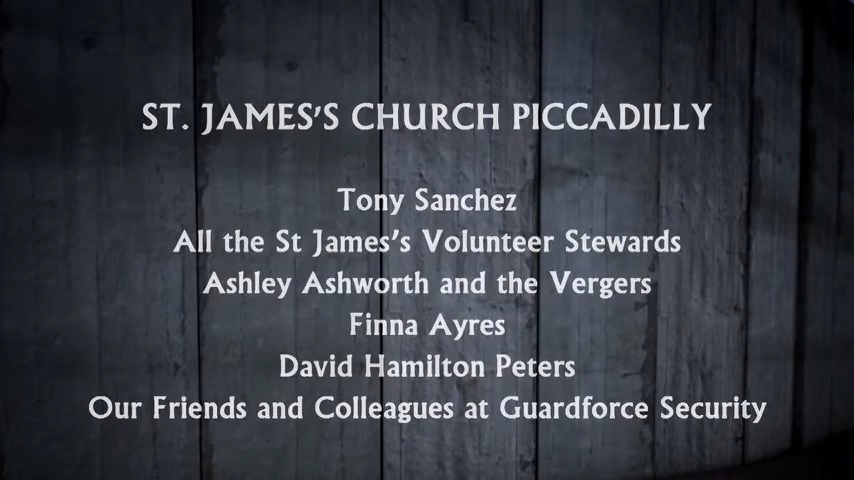 ST. JAMES'S CHURCH PICCADILLY
Tony Sanchez
All the St James's Volunteer Stewards
Ashley Ashworth and the Vergers
Finna Ayres
David Hamilton Peters
Our Friends and Colleagues at Guardforce Security